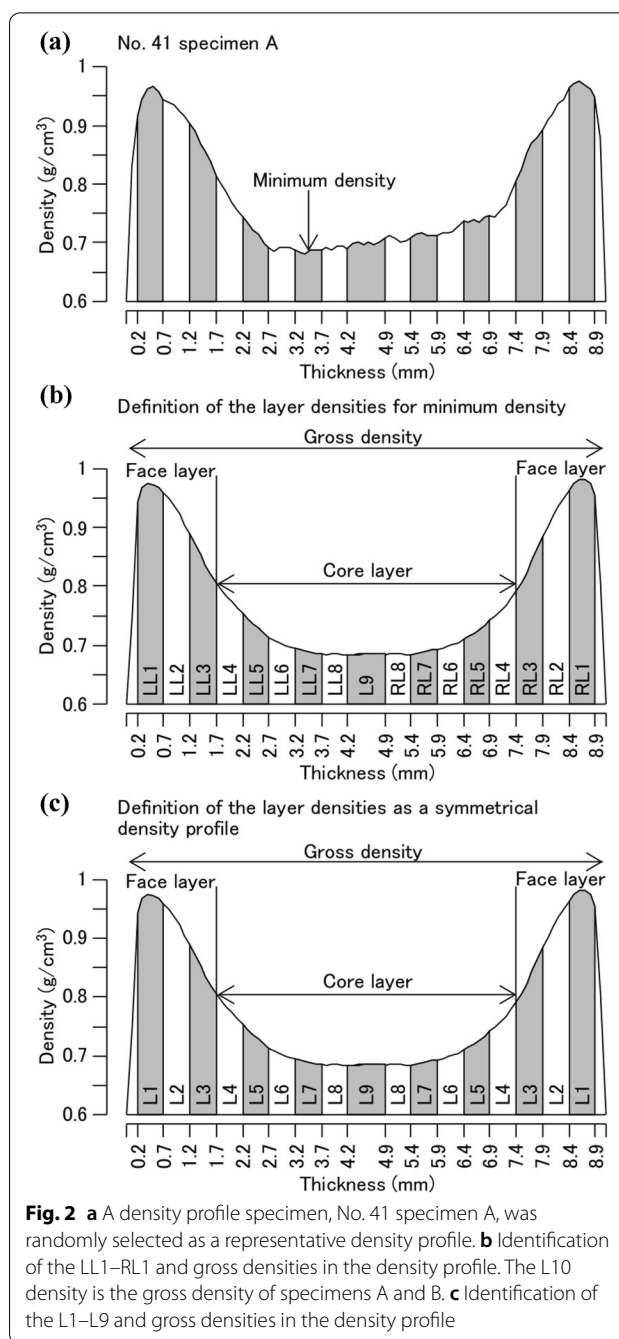 (a) No. 41 specimen A
1
0.9
0.8
0.7
0.6
Density (g/cm³)
Minimum density
0.2 0.7 1.2 1.7 2.2 2.7 3.2 3.7 4.2 4.9 5.4 5.9 6.4 6.9 7.4 7.9 8.4 8.9
Thickness (mm)
(b) Definition of the layer densities for minimum density
Gross density
Face layer Face layer
1
0.9
0.8
0.7
0.6
Density (g/cm³)
Core layer
LL1 LL2 LL3 LL4 LL5 LL6 LL7 LL8 L9 RL8 RL7 RL6 RL5 RL4 RL3 RL2 RL1
0.2 0.7 1.2 1.7 2.2 2.7 3.2 3.7 4.2 4.9 5.4 5.9 6.4 6.9 7.4 7.9 8.4 8.9
Thickness (mm)
(c) Definition of the layer densities as a symmetrical
density profile
Gross density
Face layer Face layer
1
0.9
0.8
0.7
0.6
Density (g/cm³)
Core layer
L1 L2 L3 L4 L5 L6 L7 L8 L9 L8 L7 L6 L5 L4 L3 L2 L1
0.2 0.7 1.2 1.7 2.2 2.7 3.2 3.7 4.2 4.9 5.4 5.9 6.4 6.9 7.4 7.9 8.4 8.9
Thickness (mm)
Fig. 2 a A density profile specimen, No. 41 specimen A, was
randomly selected as a representative density profile. b Identification
of the LL1–RL1 and gross densities in the density profile. The L10
density is the gross density of specimens A and B. c Identification of
the L1–L9 and gross densities in the density profile